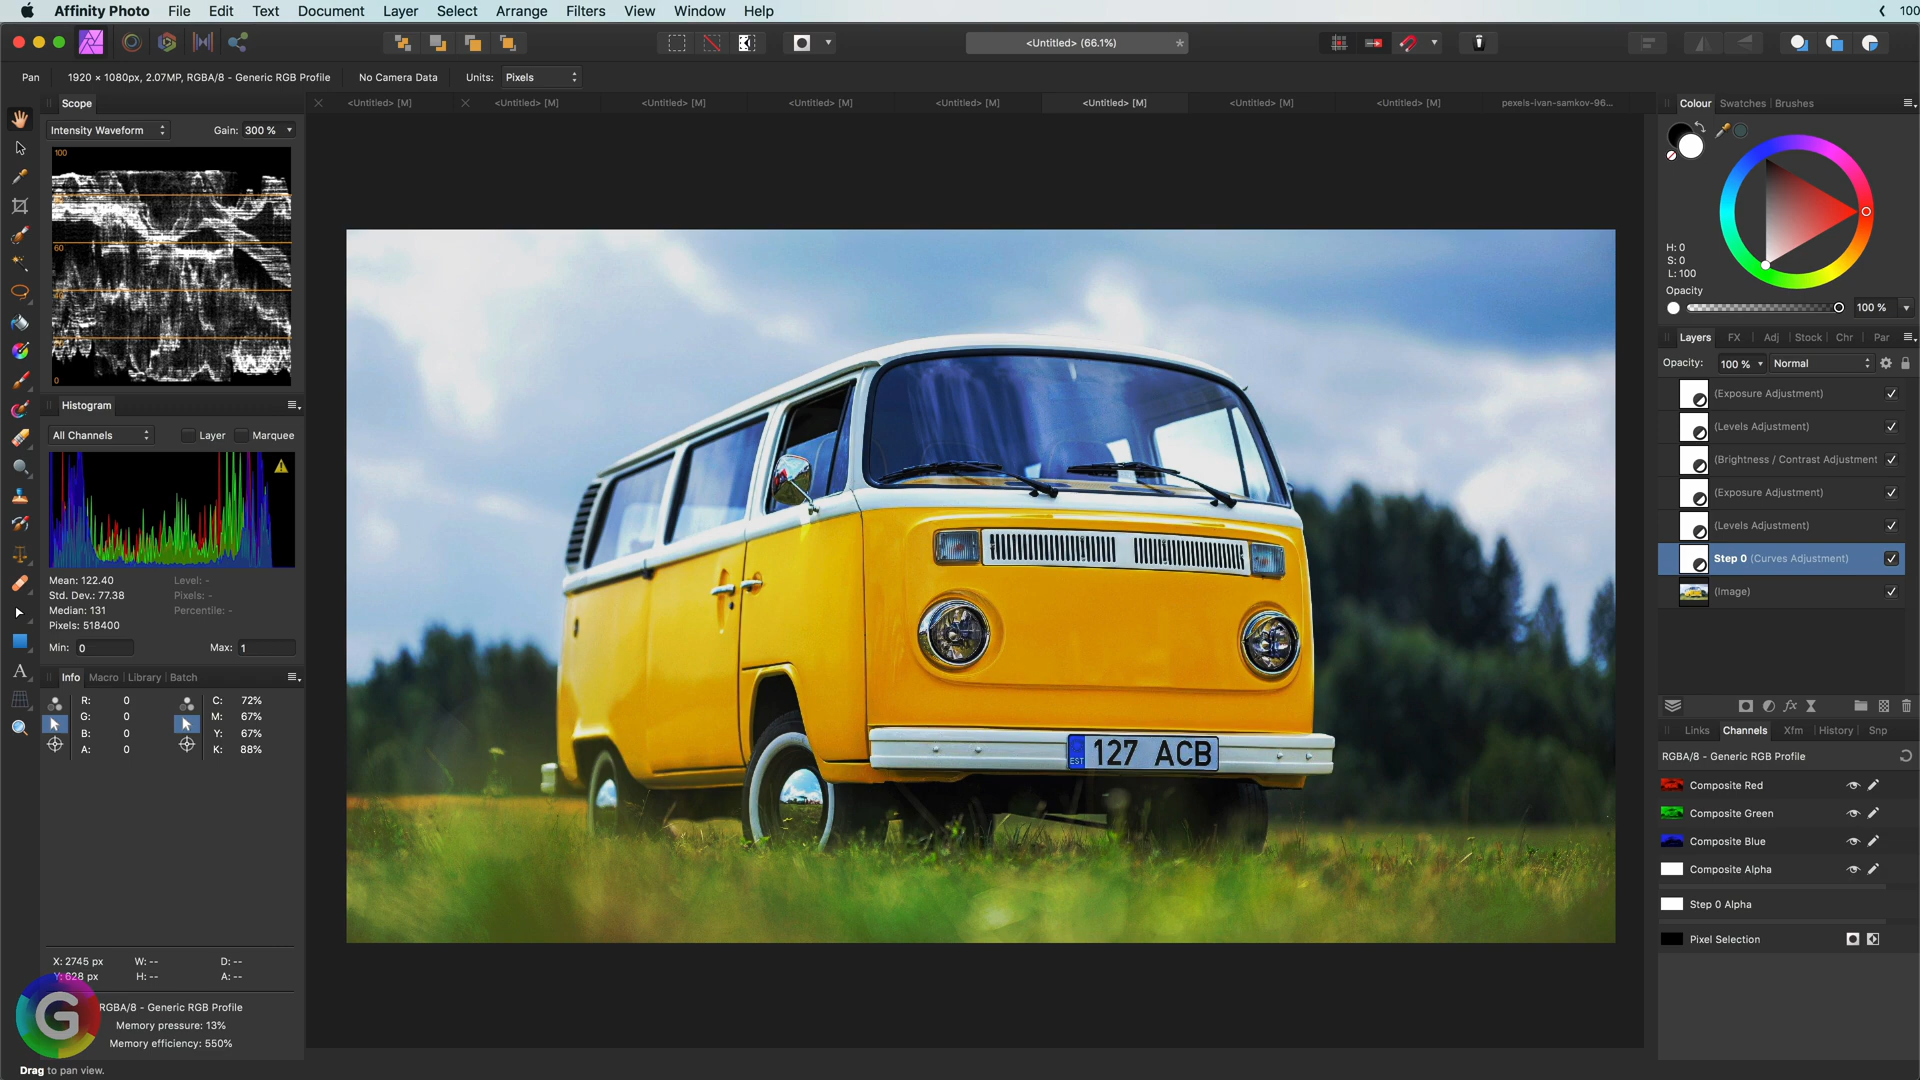 Affinity Photo File Edit Text Document Layer Select Arrange Filters View Window Help
100
<Untitled> (66.1%)
Pan 1920 × 1080px, 2.07MP, RGBA/8 - Generic RGB Profile No Camera Data Units: Pixels
Scope
<Untitled> [M] <Untitled> [M] <Untitled> [M] <Untitled> [M] <Untitled> [M] <Untitled> [M] <Untitled> [M] <Untitled> [M] pexels-ivan-samkov-96...
Colour Swatches Brushes
Intensity Waveform Gain: 300 %
100
60
0
H: 0
S: 0
L: 100
Opacity
100 %
Layers FX Adj Stock Chr Par
Opacity: 100 % Normal
(Exposure Adjustment)
(Levels Adjustment)
(Brightness / Contrast Adjustment
(Exposure Adjustment)
(Levels Adjustment)
Step 0 (Curves Adjustment)
(Image)
Histogram
All Channels Layer Marquee
Mean: 122.40 Level: -
Std. Dev.: 77.38 Pixels: -
Median: 131 Percentile: -
Pixels: 518400
Min: 0 Max: 1
Info Macro Library Batch
R: 0 C: 72%
G: 0 M: 67%
B: 0 Y: 67%
A: 0 K: 88%
EST 127 ACB
Links Channels Xfm History Snp
RGBA/8 - Generic RGB Profile
Composite Red
Composite Green
Composite Blue
Composite Alpha
Step 0 Alpha
Pixel Selection
X: 2745 px W: -- D: --
Y: 628 px H: -- A: --
G
RGBA/8 - Generic RGB Profile
Memory pressure: 13%
Memory efficiency: 550%
Drag to pan view.